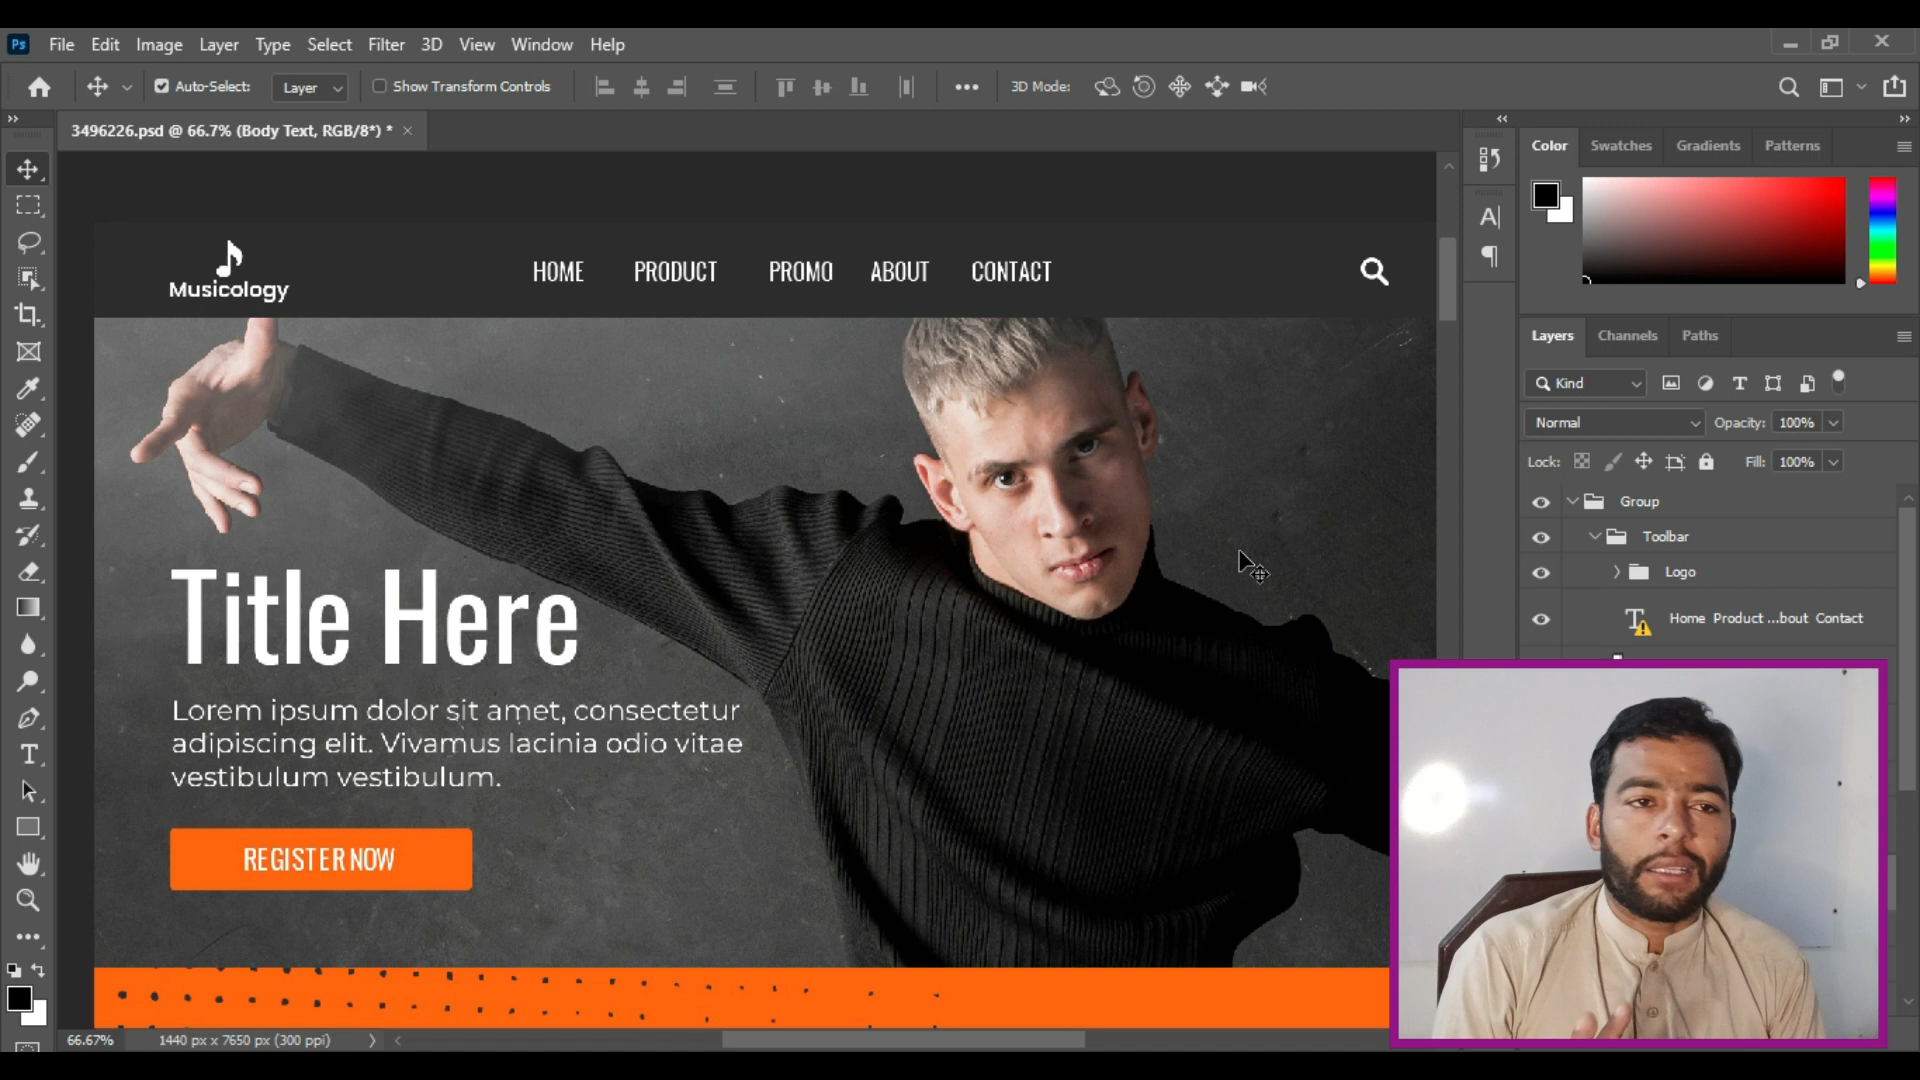 Ps File Edit Image Layer Type Select Filter 3D View Window Help
Auto-Select: Layer Show Transform Controls 3D Mode:
3496226.psd @ 66.7% (Body Text, RGB/8*) *
Color Swatches Gradients Patterns
Musicology
HOME PRODUCT PROMO ABOUT CONTACT
Title Here
Lorem ipsum dolor sit amet, consectetur
adipiscing elit. Vivamus lacinia odio vitae
vestibulum vestibulum.
REGISTER NOW
Layers Channels Paths
Kind
Normal Opacity: 100%
Lock: Fill: 100%
Group
Toolbar
Logo
Home Product ...bout Contact
66.67% 1440 px x 7650 px (300 ppi)